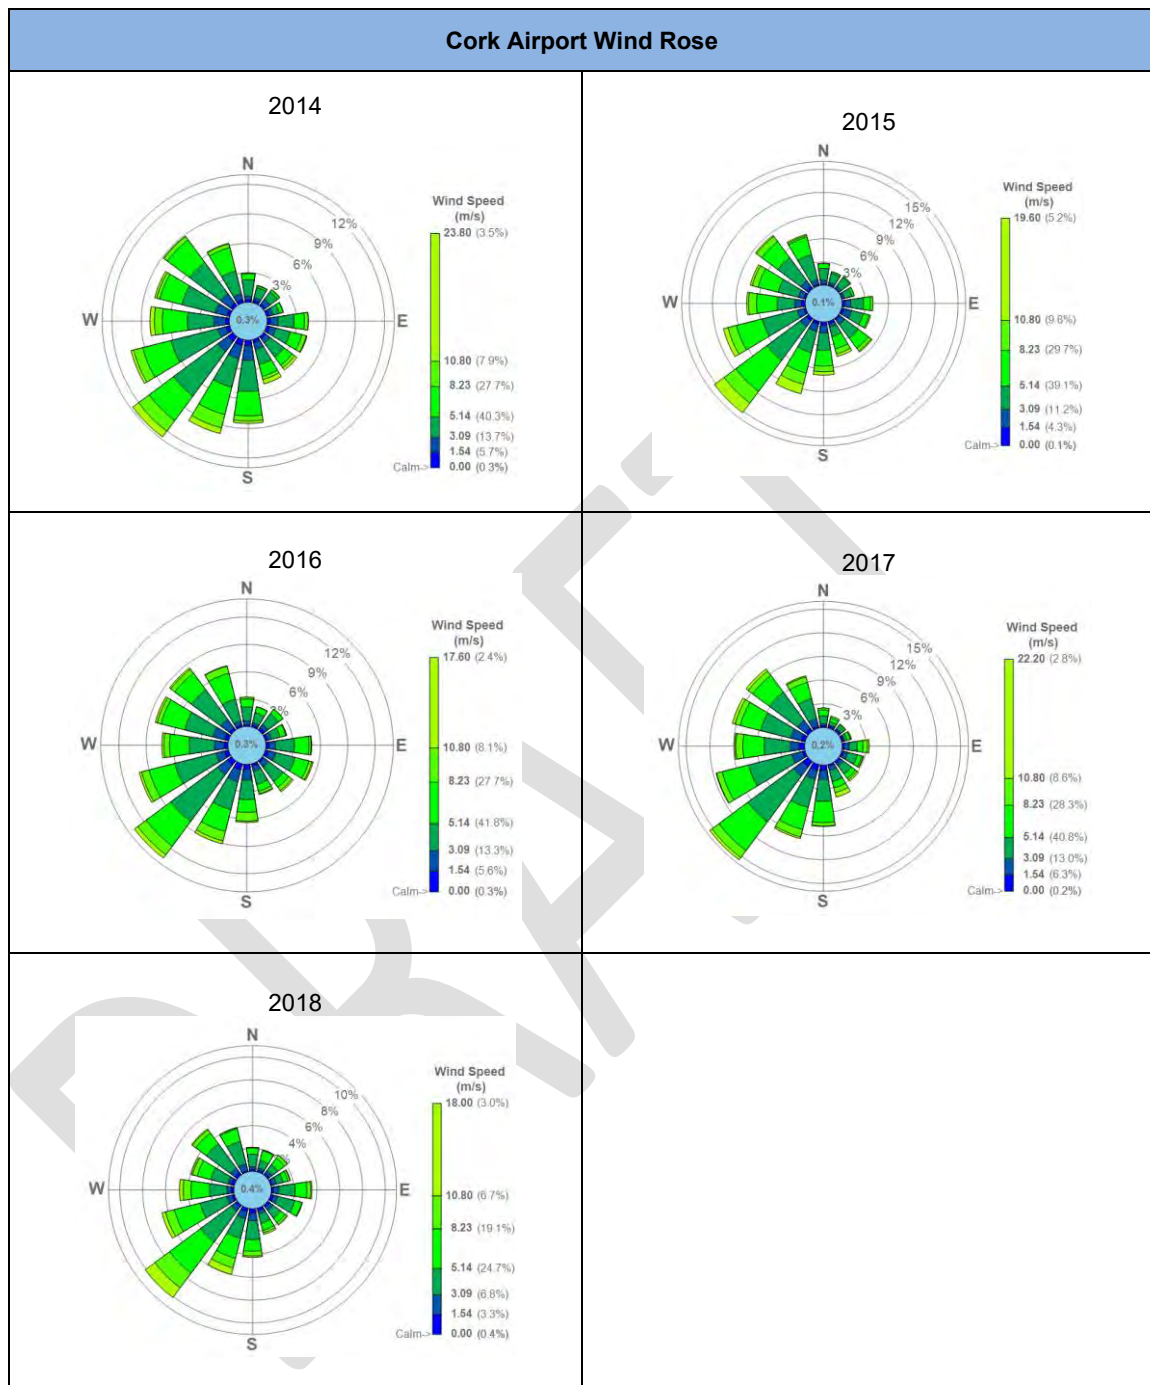 Cork Airport Wind Rose
2014
N
W
E
S
12%
9%
6%
3%
0.3%
Wind Speed
(m/s)
23.80 (3.5%)
10.80 (7.9%)
8.23 (27.7%)
5.14 (40.3%)
3.09 (13.7%)
1.54 (5.7%)
Calm-> 0.00 (0.3%)
2015
N
W
E
S
15%
12%
9%
6%
3%
0.1%
Wind Speed
(m/s)
19.60 (5.2%)
10.80 (9.6%)
8.23 (29.7%)
5.14 (39.1%)
3.09 (11.2%)
1.54 (4.3%)
Calm-> 0.00 (0.1%)
2016
N
W
E
S
12%
9%
6%
3%
0.3%
Wind Speed
(m/s)
17.60 (2.4%)
10.80 (8.1%)
8.23 (27.7%)
5.14 (41.8%)
3.09 (13.3%)
1.54 (5.6%)
Calm-> 0.00 (0.3%)
2017
N
W
E
S
15%
12%
9%
6%
3%
0.2%
Wind Speed
(m/s)
22.20 (2.8%)
10.80 (8.6%)
8.23 (28.3%)
5.14 (40.8%)
3.09 (13.0%)
1.54 (6.3%)
Calm-> 0.00 (0.2%)
2018
N
W
E
S
10%
8%
6%
4%
0.4%
Wind Speed
(m/s)
18.00 (3.0%)
10.80 (6.7%)
8.23 (19.1%)
5.14 (24.7%)
3.09 (6.8%)
1.54 (3.3%)
Calm-> 0.00 (0.4%)
DRAFT